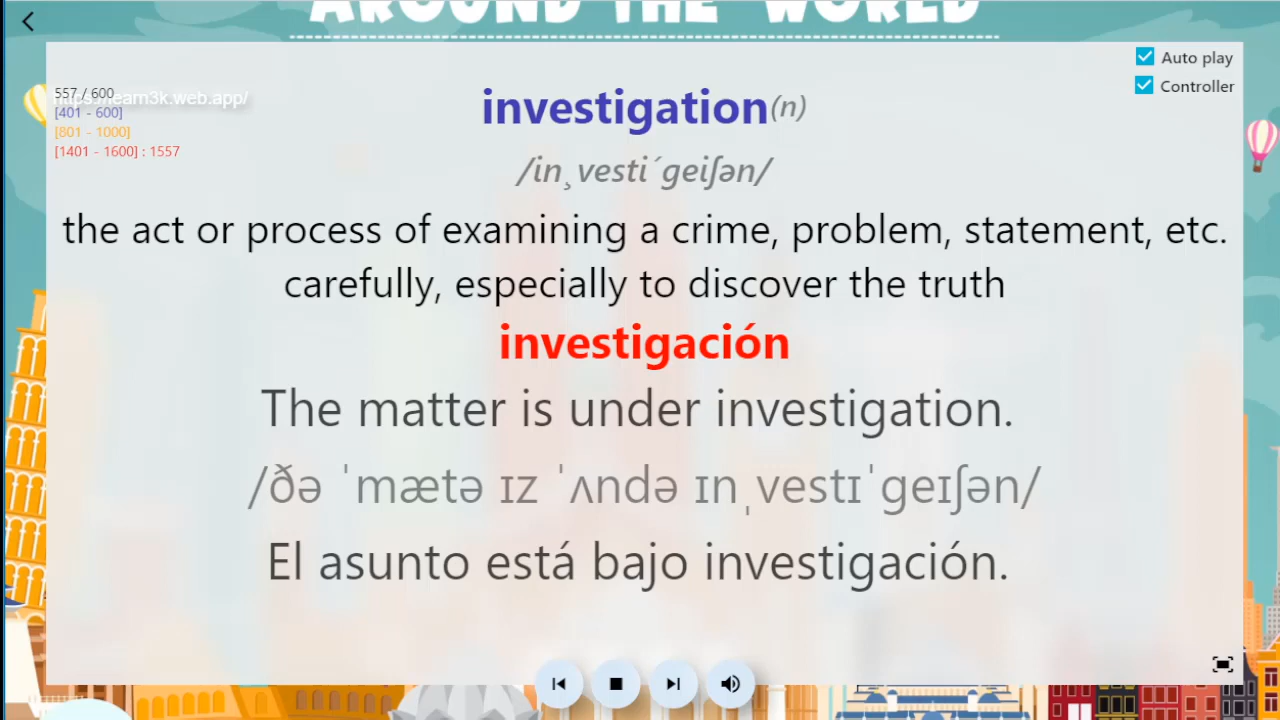 AROUND THE WORLD
Auto play
Controller
557 / 600
https://learn3k.web.app/
[401 - 600]
[801 - 1000]
[1401 - 1600] : 1557
investigation(n)
/in¸vesti´geiʃən/
the act or process of examining a crime, problem, statement, etc.
carefully, especially to discover the truth
investigación
The matter is under investigation.
/ðə ˈmætə ɪz ˈʌndə ɪnˌvestɪˈgeɪʃən/
El asunto está bajo investigación.